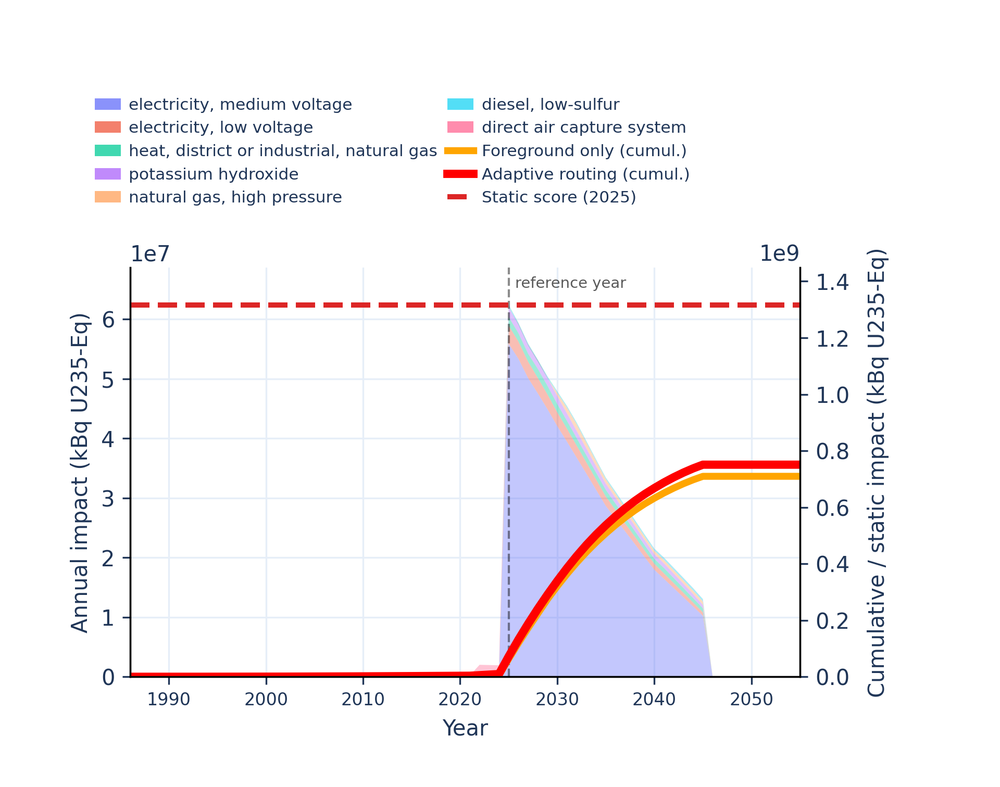 electricity, medium voltage
electricity, low voltage
heat, district or industrial, natural gas
potassium hydroxide
natural gas, high pressure
diesel, low-sulfur
direct air capture system
Foreground only (cumul.)
Adaptive routing (cumul.)
Static score (2025)
1e7
1e9
reference year
Annual impact (kBq U235-Eq)
6
5
4
3
2
1
0
1.4
1.2
1.0
0.8
0.6
0.4
0.2
0.0
Cumulative / static impact (kBq U235-Eq)
1990 2000 2010 2020 2030 2040 2050
Year